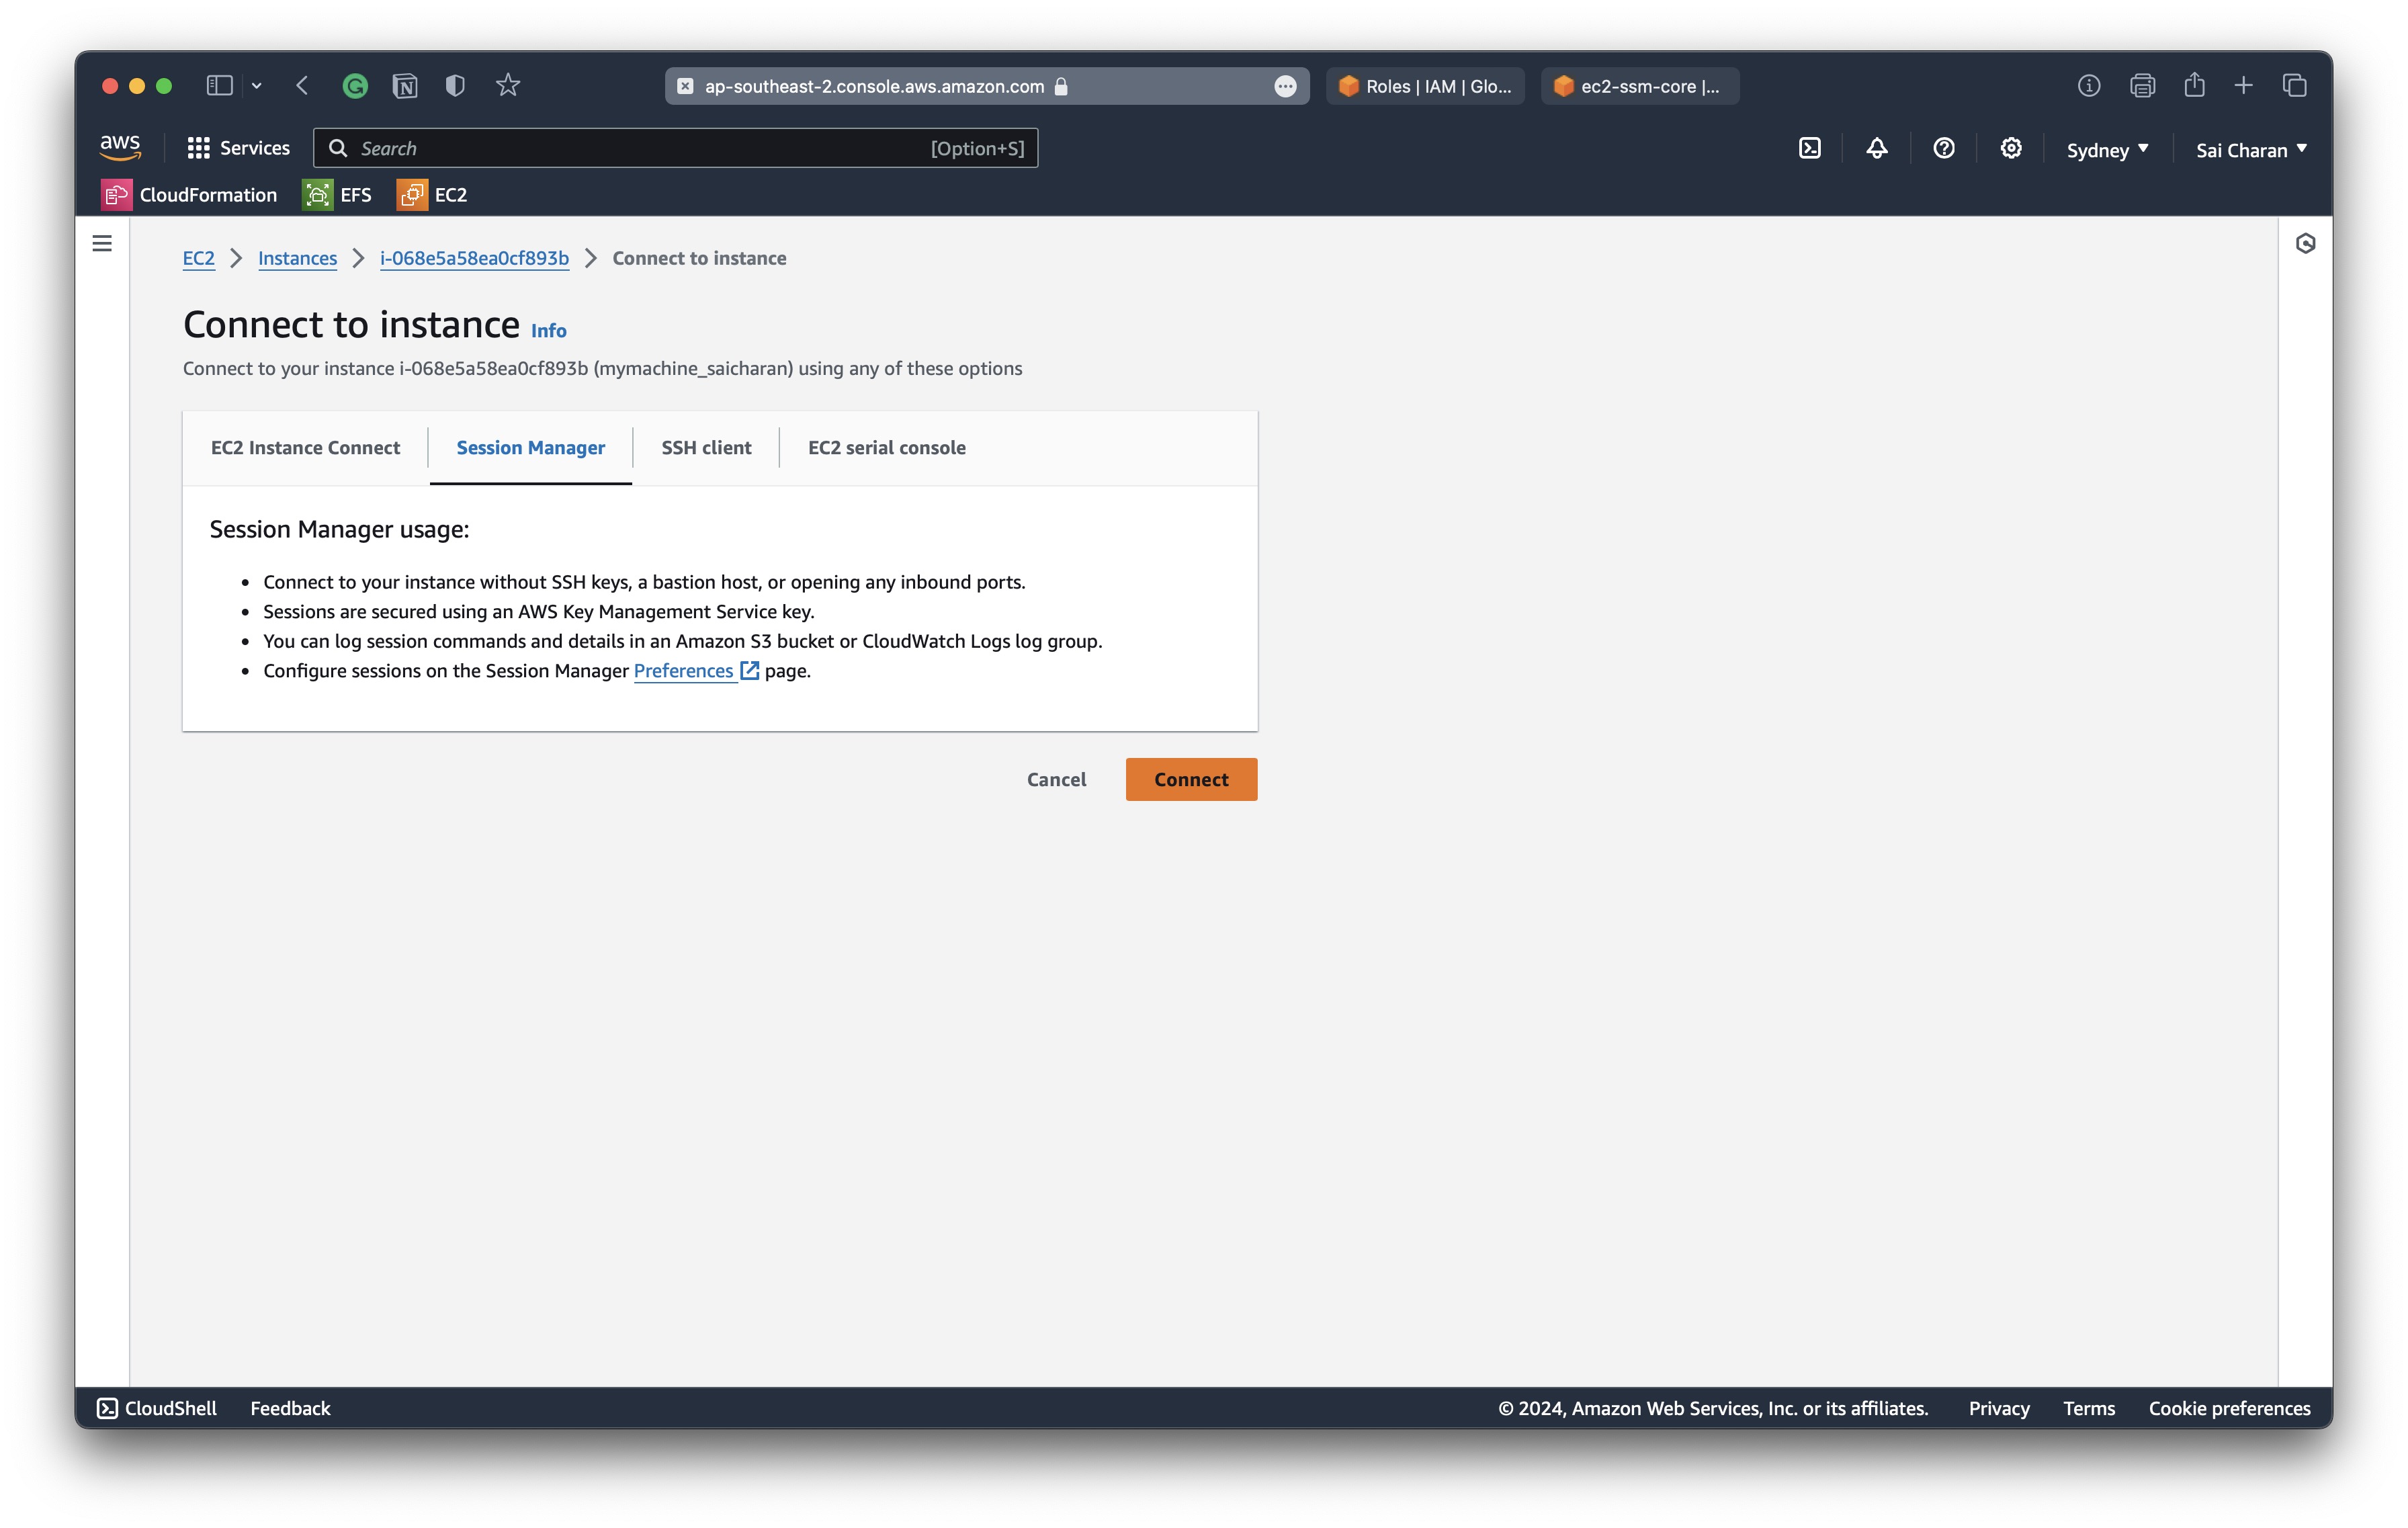 ap-southeast-2.console.aws.amazon.com
Roles | IAM | Glo...
ec2-ssm-core |...
aws
Services
Search
[Option+S]
Sydney
Sai Charan
CloudFormation
EFS
EC2
EC2
Instances
i-068e5a58ea0cf893b
Connect to instance
Connect to instance Info
Connect to your instance i-068e5a58ea0cf893b (mymachine_saicharan) using any of these options
EC2 Instance Connect
Session Manager
SSH client
EC2 serial console
Session Manager usage:
• Connect to your instance without SSH keys, a bastion host, or opening any inbound ports.
• Sessions are secured using an AWS Key Management Service key.
• You can log session commands and details in an Amazon S3 bucket or CloudWatch Logs log group.
• Configure sessions on the Session Manager Preferences page.
Cancel
Connect
CloudShell
Feedback
© 2024, Amazon Web Services, Inc. or its affiliates.
Privacy
Terms
Cookie preferences